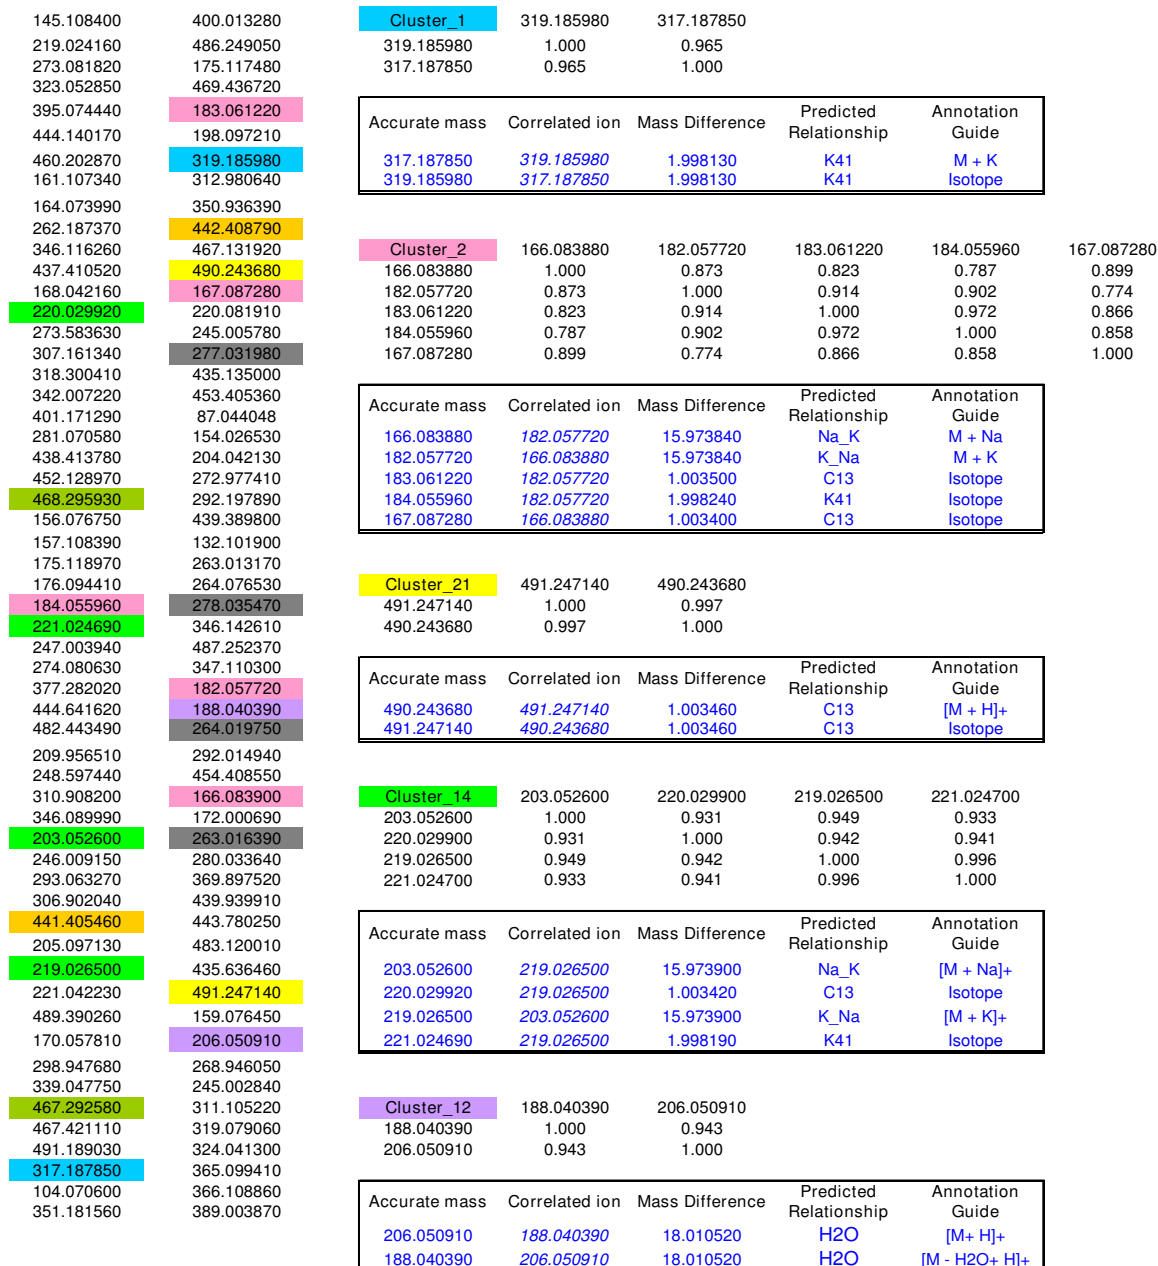 145.108400 400.013280 Cluster_1 319.185980 317.187850
219.024160 486.249050 319.185980 1.000 0.965
273.081820 175.117480 317.187850 0.965 1.000
323.052850 469.436720
395.074440 183.061220 Accurate mass Correlated ion Mass Difference Predicted Relationship Annotation Guide
444.140170 198.097210
460.202870 319.185980 317.187850 319.185980 1.998130 K41 M + K
161.107340 312.980640 319.185980 317.187850 1.998130 K41 Isotope
164.073990 350.936390
262.187370 442.408790
346.116260 467.131920 Cluster_2 166.083880 182.057720 183.061220 184.055960 167.087280
437.410520 490.243680 166.083880 1.000 0.873 0.823 0.787 0.899
168.042160 167.087280 182.057720 0.873 1.000 0.914 0.902 0.774
220.029920 220.081910 183.061220 0.823 0.914 1.000 0.972 0.866
273.583630 245.005780 184.055960 0.787 0.902 0.972 1.000 0.858
307.161340 277.031980 167.087280 0.899 0.774 0.866 0.858 1.000
318.300410 435.135000
342.007220 453.405360 Accurate mass Correlated ion Mass Difference Predicted Relationship Annotation Guide
401.171290 87.044048
281.070580 154.026530 166.083880 182.057720 15.973840 Na_K M + Na
438.413780 204.042130 182.057720 166.083880 15.973840 K_Na M + K
452.128970 272.977410 183.061220 182.057720 1.003500 C13 Isotope
468.295930 292.197890 184.055960 182.057720 1.998240 K41 Isotope
156.076750 439.389800 167.087280 166.083880 1.003400 C13 Isotope
157.108390 132.101900
175.118970 263.013170
176.094410 264.076530 Cluster_21 491.247140 490.243680
184.055960 278.035470 491.247140 1.000 0.997
221.024690 346.142610 490.243680 0.997 1.000
247.003940 487.252370
274.080630 347.110300 Accurate mass Correlated ion Mass Difference Predicted Relationship Annotation Guide
377.282020 182.057720
444.641620 188.040390 490.243680 491.247140 1.003460 C13 [M + H]+
482.443490 264.019750 491.247140 490.243680 1.003460 C13 Isotope
209.956510 292.014940
248.597440 454.408550
310.908200 166.083900 Cluster_14 203.052600 220.029900 219.026500 221.024700
346.089990 172.000690 203.052600 1.000 0.931 0.949 0.933
203.052600 263.016390 220.029900 0.931 1.000 0.942 0.941
246.009150 280.033640 219.026500 0.949 0.942 1.000 0.996
293.063270 369.897520 221.024700 0.933 0.941 0.996 1.000
306.902040 439.939910
441.405460 443.780250 Accurate mass Correlated ion Mass Difference Predicted Relationship Annotation Guide
205.097130 483.120010
219.026500 435.636460 203.052600 219.026500 15.973900 Na_K [M + Na]+
221.042230 491.247140 220.029920 219.026500 1.003420 C13 Isotope
489.390260 159.076450 219.026500 203.052600 15.973900 K_Na [M + K]+
170.057810 206.050910 221.024690 219.026500 1.998190 K41 Isotope
298.947680 268.946050
339.047750 245.002840
467.292580 311.105220 Cluster_12 188.040390 206.050910
467.421110 319.079060 188.040390 1.000 0.943
491.189030 324.041300 206.050910 0.943 1.000
317.187850 365.099410
104.070600 366.108860 Accurate mass Correlated ion Mass Difference Predicted Relationship Annotation Guide
351.181560 389.003870
206.050910 188.040390 18.010520 H2O [M+ H]+
188.040390 206.050910 18.010520 H2O [M - H2O+ H]+